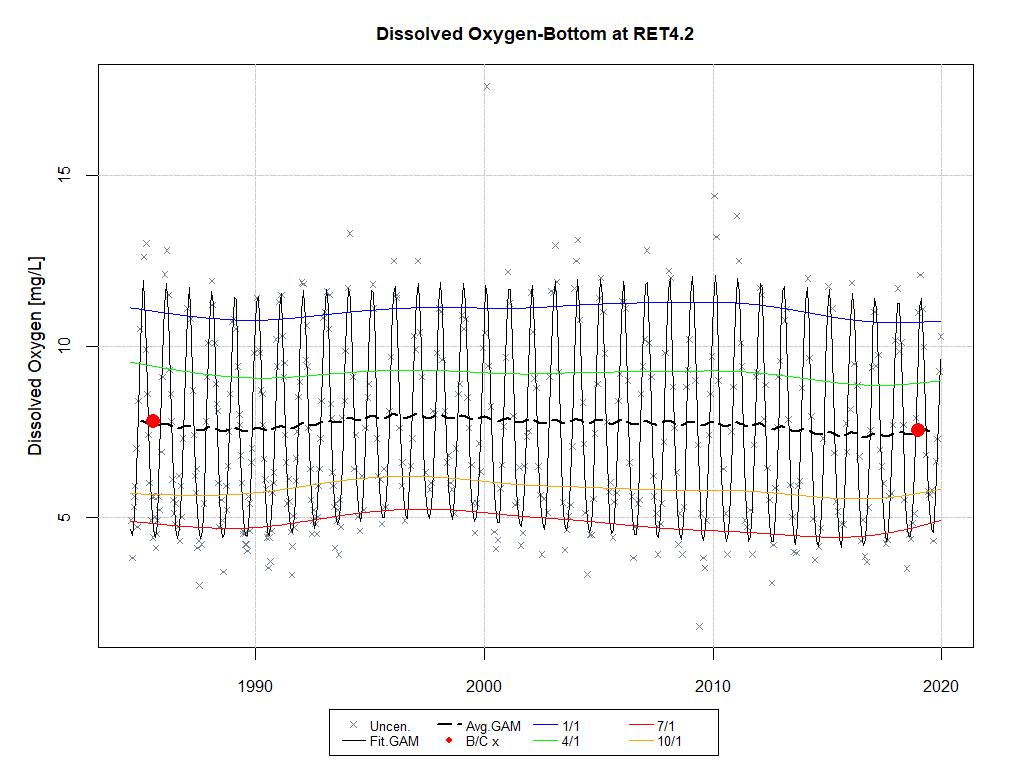 Dissolved Oxygen-Bottom at RET4.2
Dissolved Oxygen [mg/L]
15
10
5
1990 2000 2010 2020
Uncen. Avg.GAM 1/1 7/1
Fit.GAM B/C x 4/1 10/1